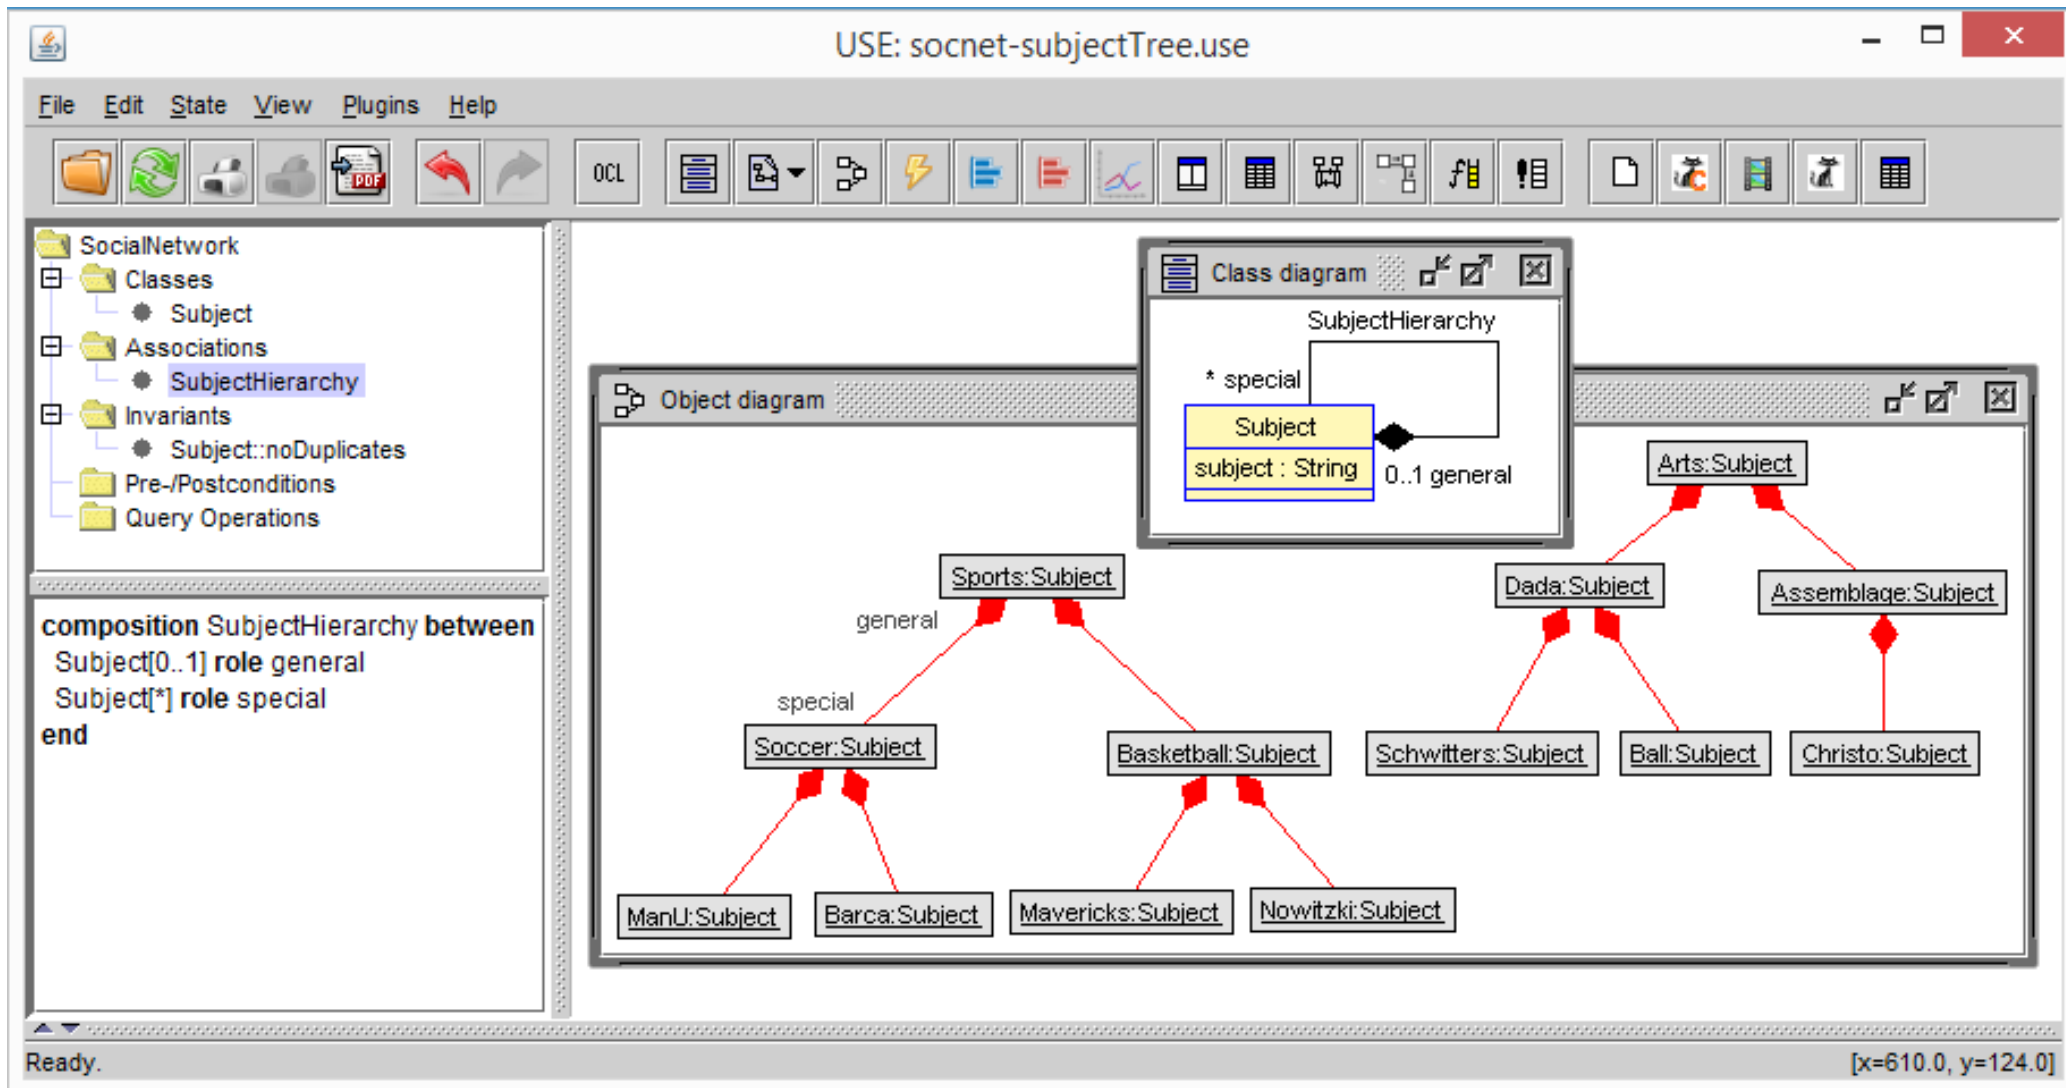 USE: socnet-subjectTree.use
File Edit State View Plugins Help
PDF
OCL
SocialNetwork
Classes
Subject
Associations
SubjectHierarchy
Invariants
Subject::noDuplicates
Pre-/Postconditions
Query Operations
composition SubjectHierarchy between
Subject[0..1] role general
Subject[*] role special
end
Class diagram
SubjectHierarchy
* special
Subject
subject : String
0..1 general
Object diagram
Arts:Subject
Sports:Subject
Dada:Subject
Assemblage:Subject
general
special
Soccer:Subject
Basketball:Subject
Schwitters:Subject
Ball:Subject
Christo:Subject
ManU:Subject
Barca:Subject
Mavericks:Subject
Nowitzki:Subject
Ready.
[x=610.0, y=124.0]